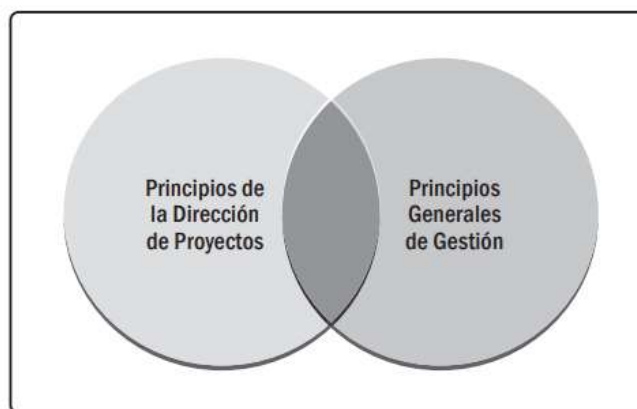 Principios de
la Dirección
de Proyectos
Principios
Generales
de Gestión